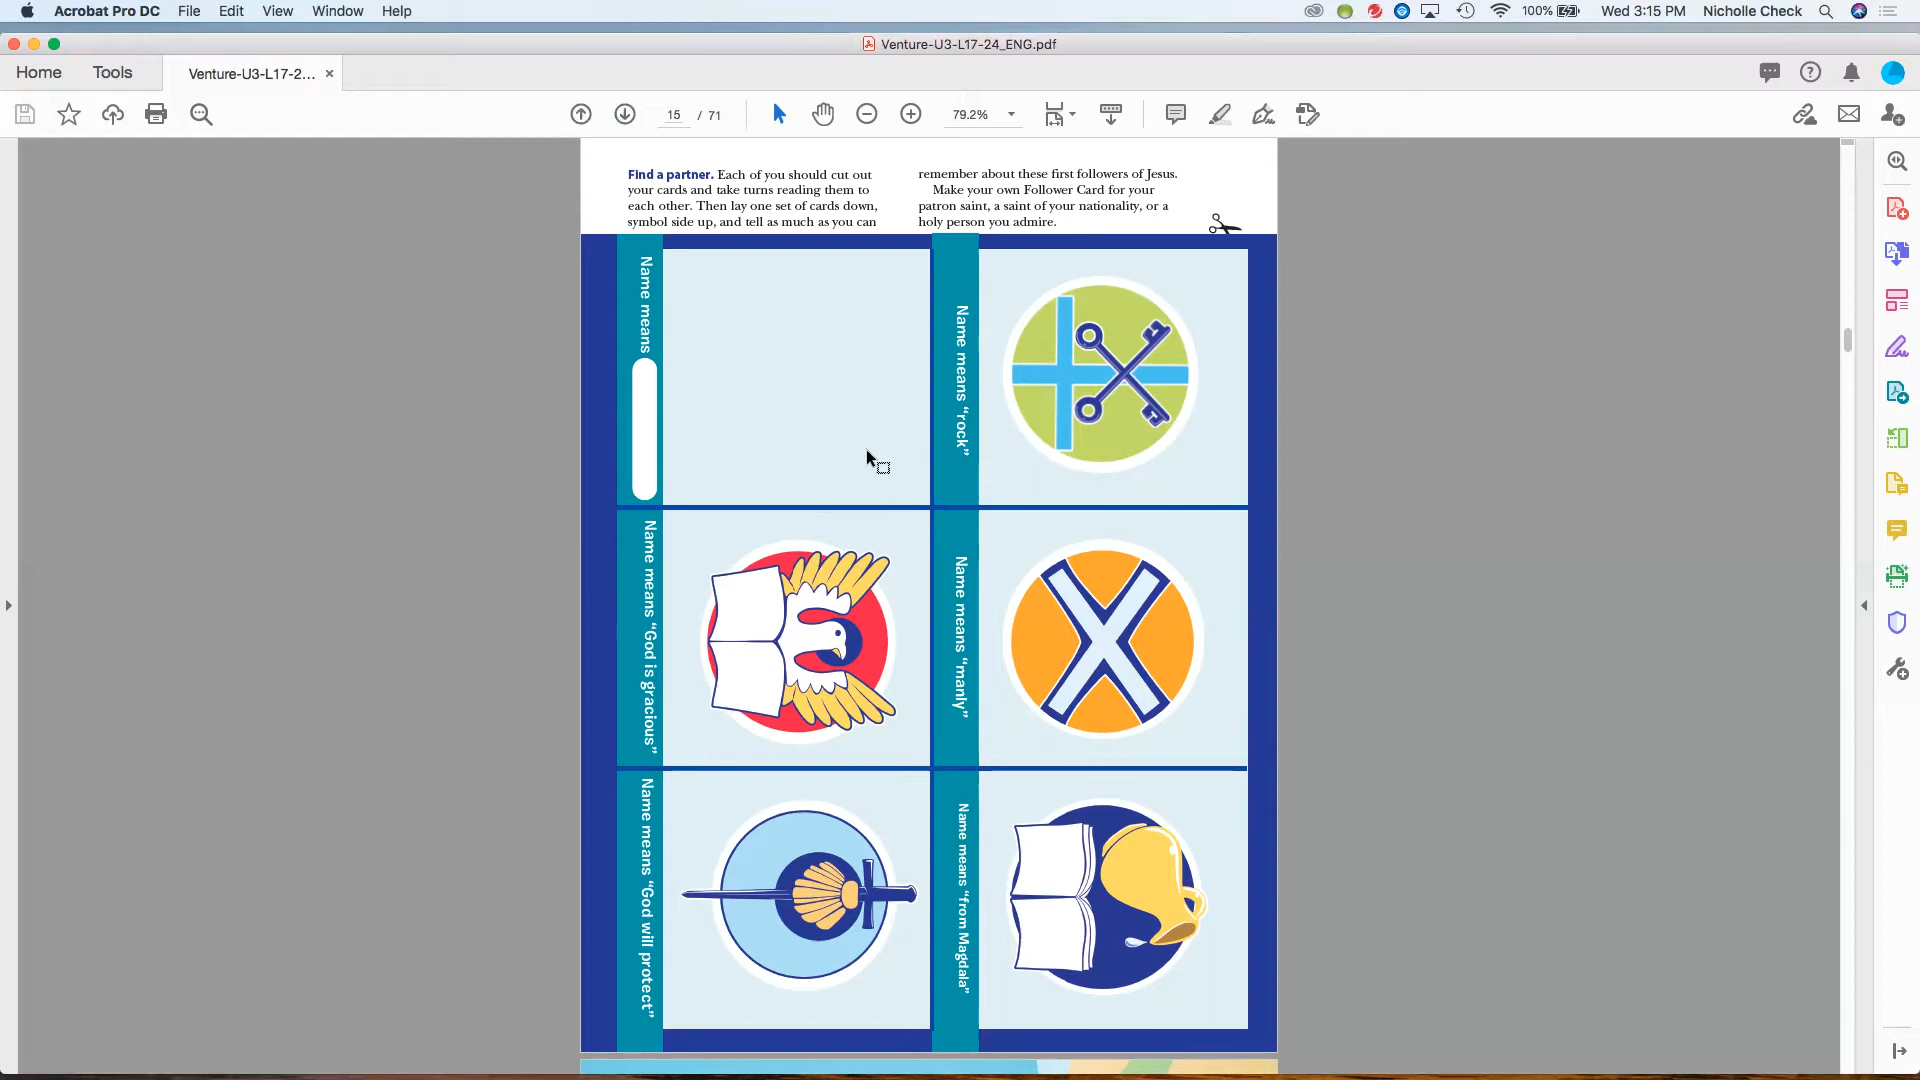 Acrobat Pro DC File Edit View Window Help
100% Wed 3:15 PM Nicholle Check
Venture-U3-L17-24_ENG.pdf
Home Tools Venture-U3-L17-2... ×
15 / 71 79.2%
Find a partner. Each of you should cut out
your cards and take turns reading them to
each other. Then lay one set of cards down,
symbol side up, and tell as much as you can
remember about these first followers of Jesus.
Make your own Follower Card for your
patron saint, a saint of your nationality, or a
holy person you admire.
Name means
Name means “rock”
Name means “God is gracious”
Name means “manly”
Name means “God will protect”
Name means “from Magdala”